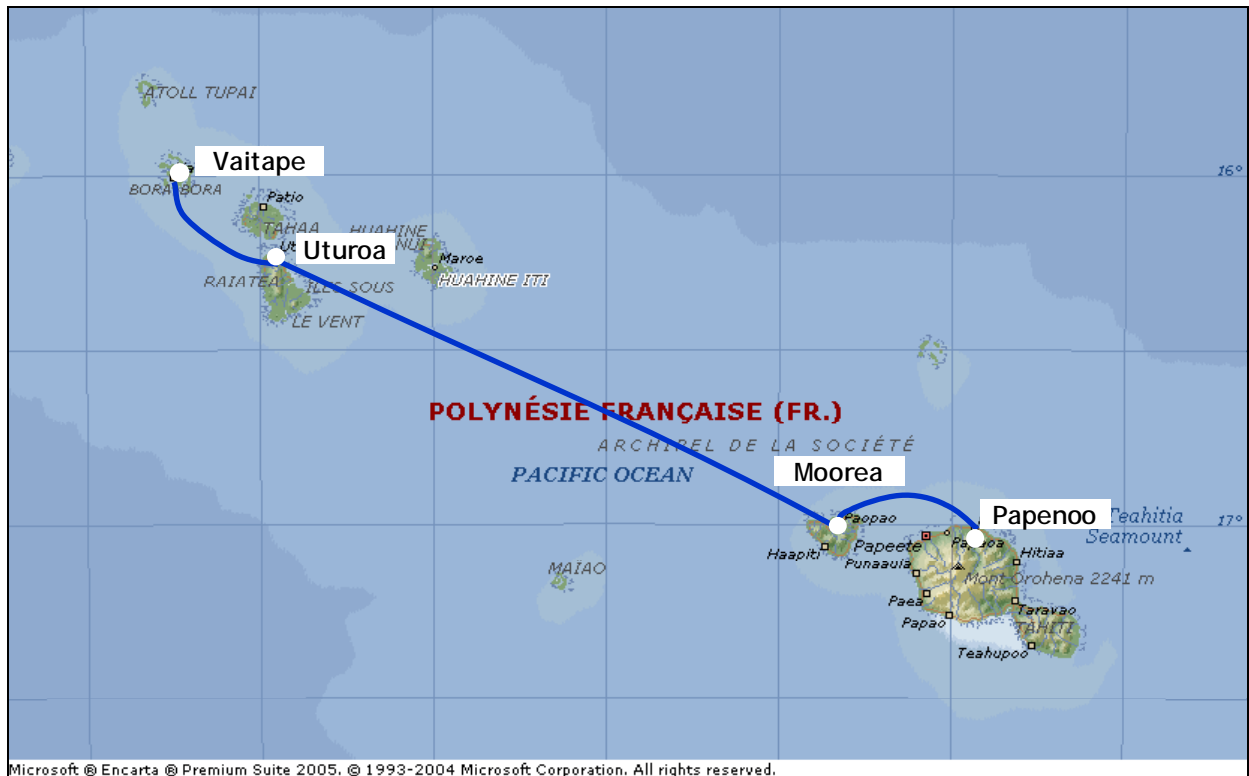 ATOLL TUPAI
Vaitape
BORA-BORA
16°
Patio
TAHAA
HUAHINE
NUI
Uturoa
Maroe
HUAHINE ITI
RAIATEA
ILES SOUS
LE VENT
POLYNÉSIE FRANÇAISE (FR.)
ARCHIPEL DE LA SOCIÉTÉ
PACIFIC OCEAN
Moorea
Papenoo
Paopao
Teahitia
Seamount
17°
Haapiti
Papeete
Hitiaa
Punaauia
Mont Orohena 2241 m
MAÏAO
Paea
Taravao
Papao
TAHITI
Teahupoo
Microsoft ® Encarta ® Premium Suite 2005. © 1993-2004 Microsoft Corporation. All rights reserved.